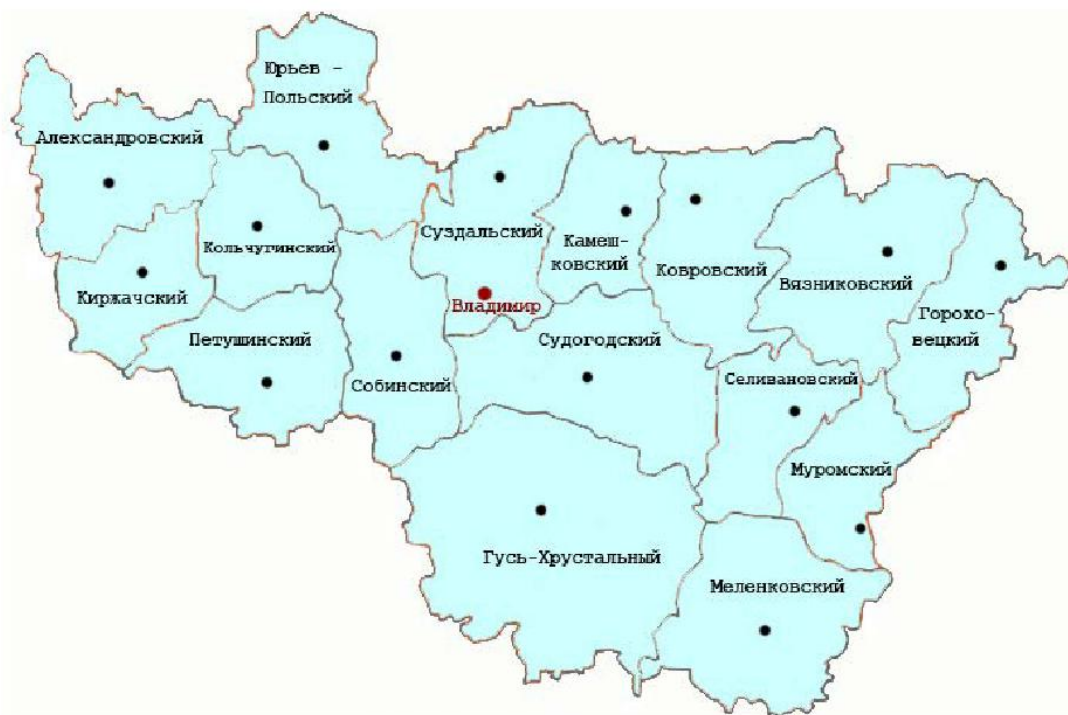 Юрьев -
Польский
Александровский
Суздальский
Кольчугинский
Камеш-
ковский
Ковровский
Вязниковский
Киржачский
Владимир
Горохо-
вецкий
Петушинский
Судогодский
Собинский
Селивановский
Муромский
Гусь-Хрустальный
Меленковский